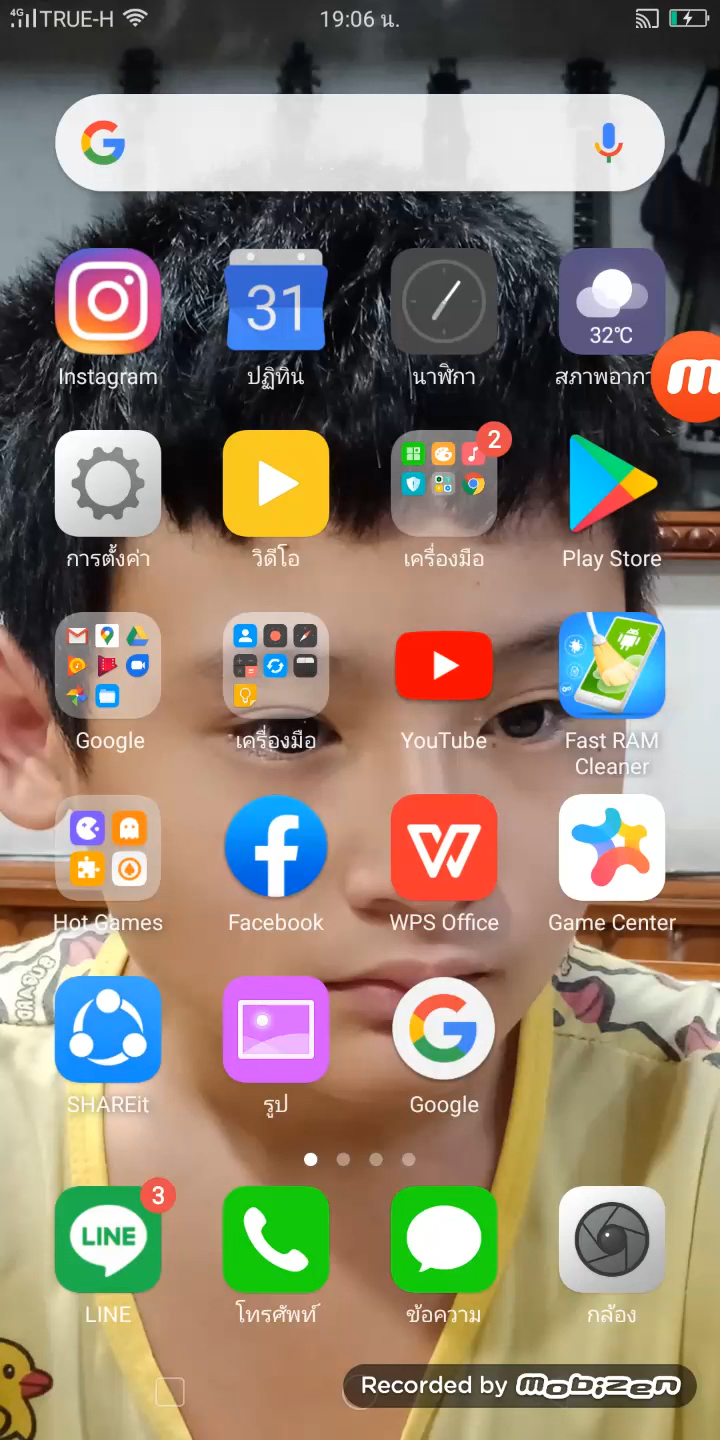 4G TRUE-H 19:06 น.
31 32℃
Instagram ปฏิทิน นาฬิกา สภาพอากา
2
การตั้งค่า วิดีโอ เครื่องมือ Play Store
Google เครื่องมือ YouTube Fast RAM
Cleaner
Hot Games Facebook WPS Office Game Center
SHAREit รูป Google
3
LINE
LINE โทรศัพท์ ข้อความ กล้อง
Recorded by mobizen